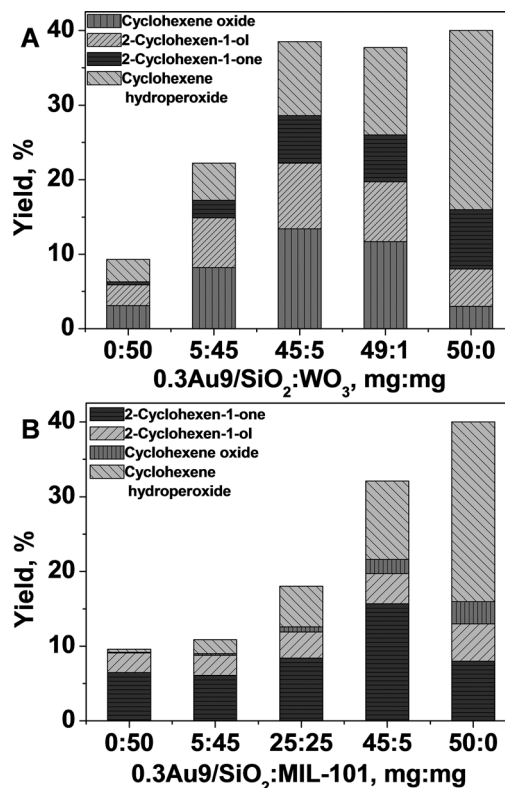 A
Cyclohexene oxide
2-Cyclohexen-1-ol
2-Cyclohexen-1-one
Cyclohexene
hydroperoxide
Yield, %
40
30
20
10
0
0:50 5:45 45:5 49:1 50:0
0.3Au9/SiO₂:WO₃, mg:mg
B
2-Cyclohexen-1-one
2-Cyclohexen-1-ol
Cyclohexene oxide
Cyclohexene
hydroperoxide
Yield, %
40
30
20
10
0
0:50 5:45 25:25 45:5 50:0
0.3Au9/SiO₂:MIL-101, mg:mg